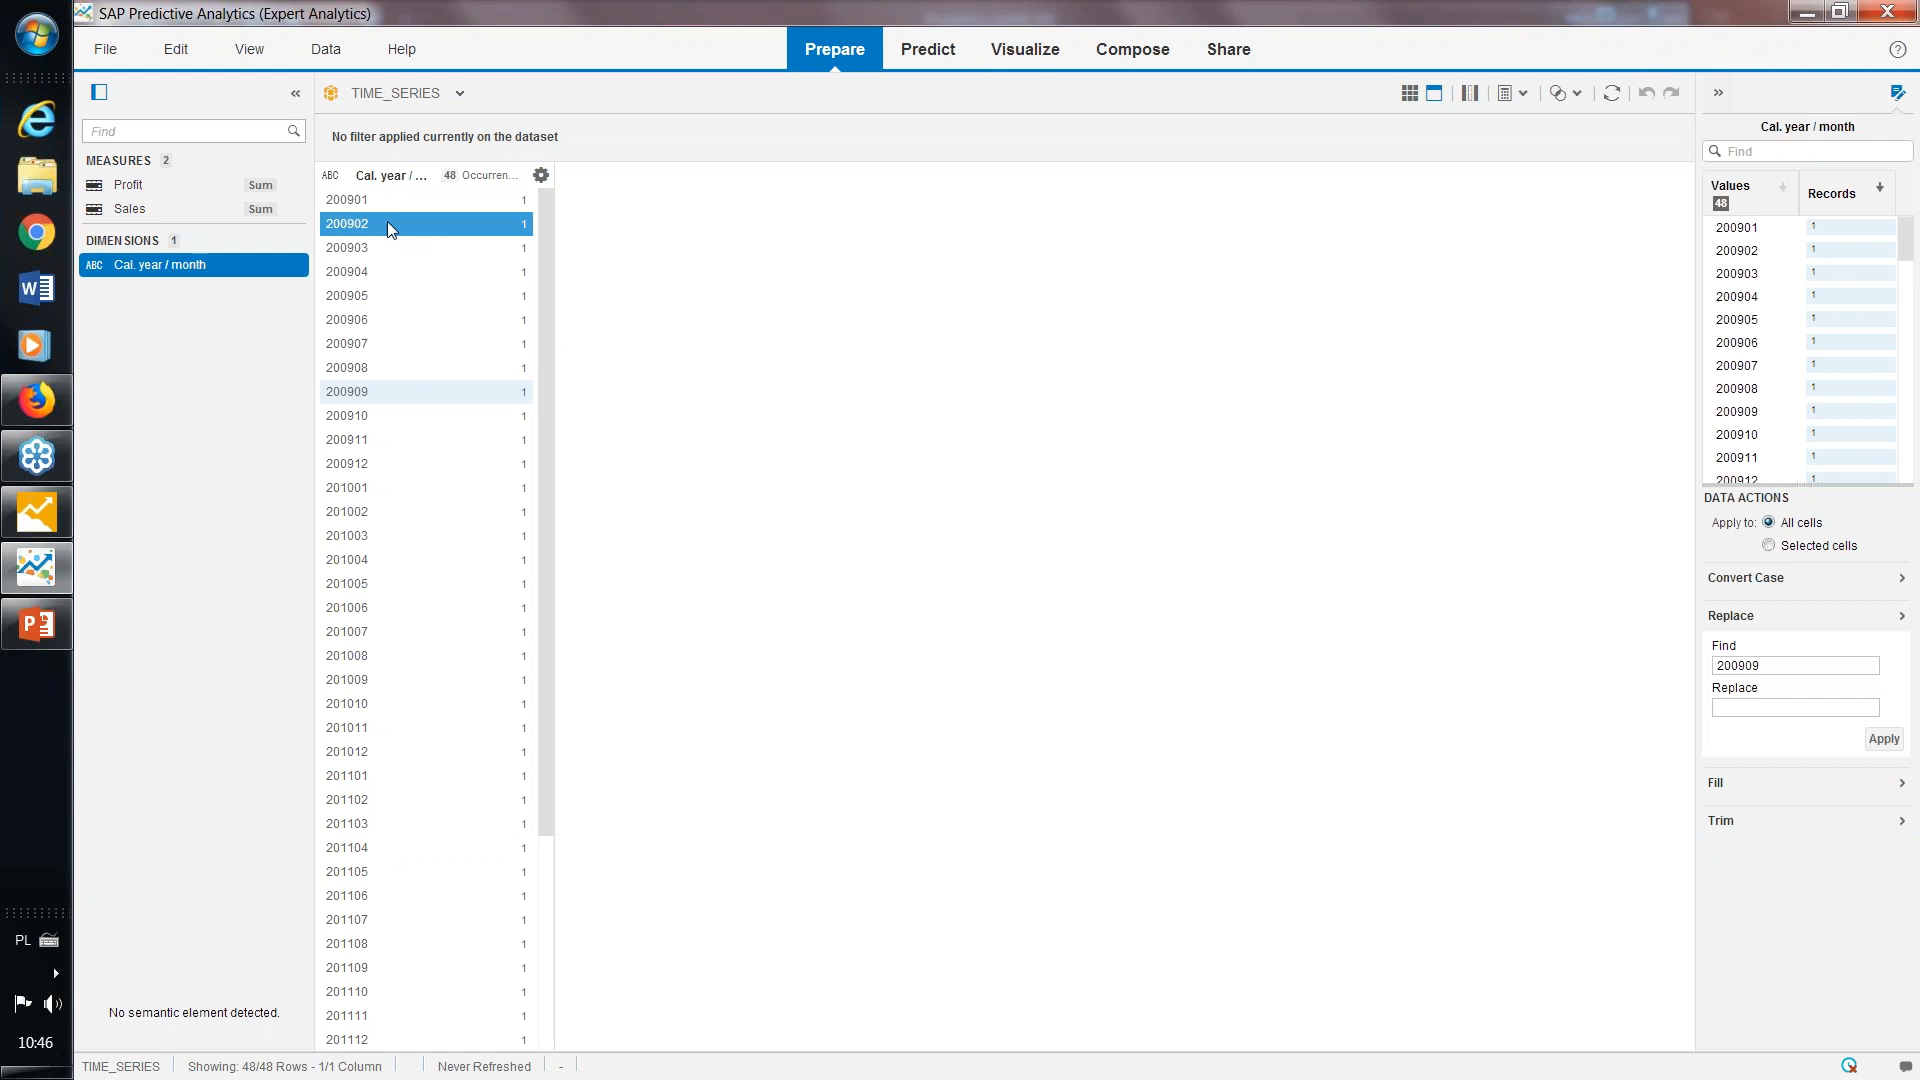 SAP Predictive Analytics (Expert Analytics)
File Edit View Data Help Prepare Predict Visualize Compose Share
TIME_SERIES
Find
No filter applied currently on the dataset
MEASURES 2
Profit Sum
Sales Sum
DIMENSIONS 1
ABC Cal. year / month
No semantic element detected.
ABC Cal. year / ... 48 Occurren...
200901 1
200902 1
200903 1
200904 1
200905 1
200906 1
200907 1
200908 1
200909 1
200910 1
200911 1
200912 1
201001 1
201002 1
201003 1
201004 1
201005 1
201006 1
201007 1
201008 1
201009 1
201010 1
201011 1
201012 1
201101 1
201102 1
201103 1
201104 1
201105 1
201106 1
201107 1
201108 1
201109 1
201110 1
201111 1
201112 1
Cal. year / month
Find
Values Records
48
200901 1
200902 1
200903 1
200904 1
200905 1
200906 1
200907 1
200908 1
200909 1
200910 1
200911 1
200912 1
DATA ACTIONS
Apply to: All cells
Selected cells
Convert Case
Replace
Find
200909
Replace
Apply
Fill
Trim
PL
10:46
TIME_SERIES Showing: 48/48 Rows - 1/1 Column Never Refreshed -